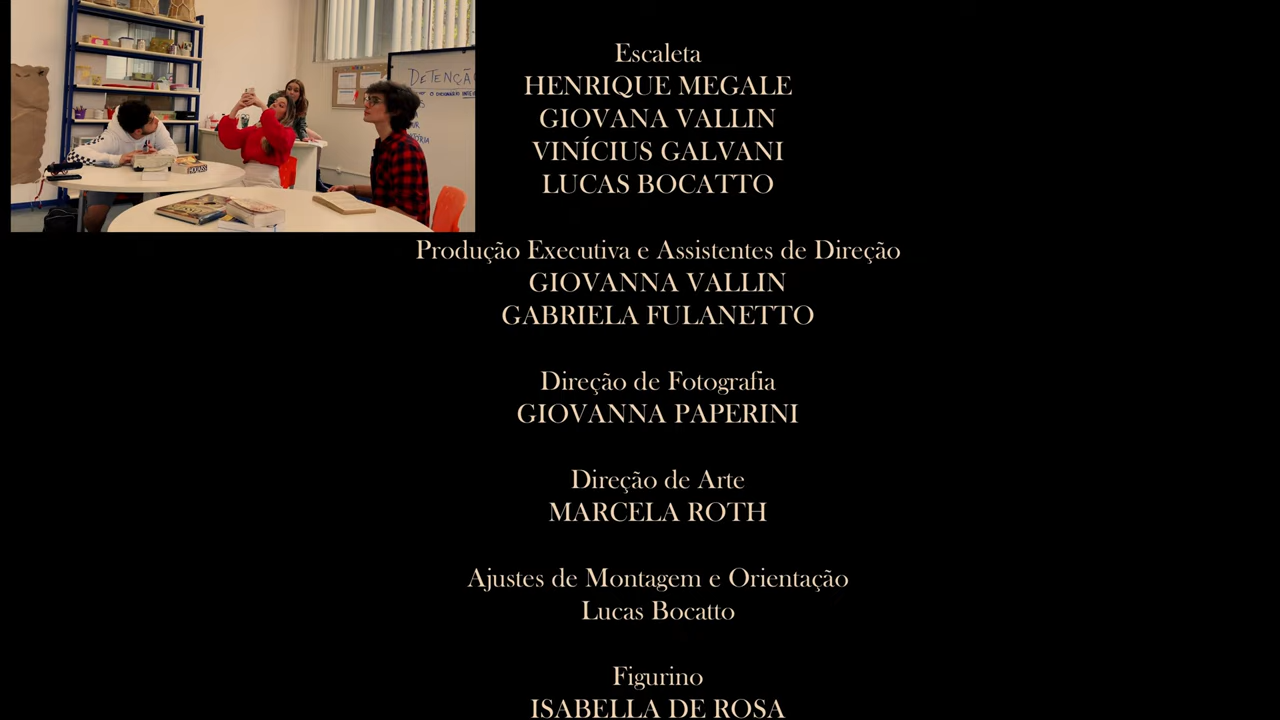 DETENÇÃ
Escaleta
HENRIQUE MEGALE
GIOVANA VALLIN
VINÍCIUS GALVANI
LUCAS BOCATTO
Produção Executiva e Assistentes de Direção
GIOVANNA VALLIN
GABRIELA FULANETTO
Direção de Fotografia
GIOVANNA PAPERINI
Direção de Arte
MARCELA ROTH
Ajustes de Montagem e Orientação
Lucas Bocatto
Figurino
ISABELLA DE ROSA